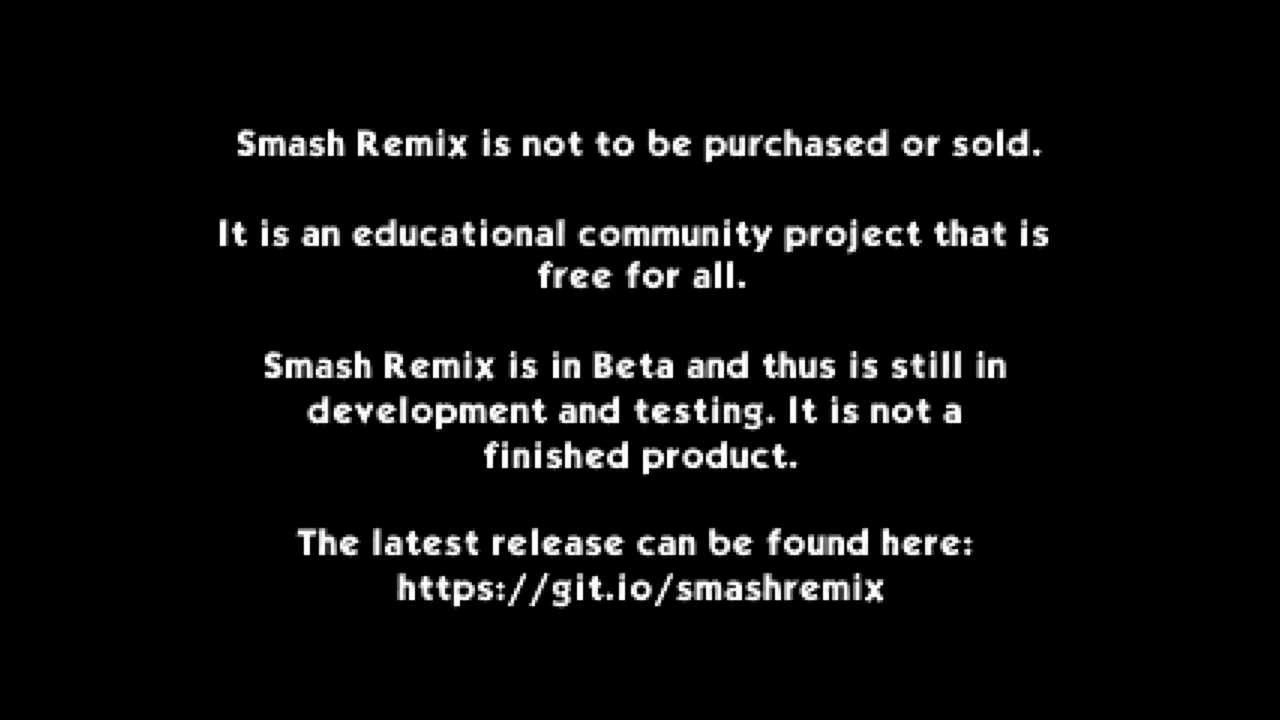 Smash Remix is not to be purchased or sold.
It is an educational community project that is
free for all.
Smash Remix is in Beta and thus is still in
development and testing. It is not a
finished product.
The latest release can be found here:
https://git.io/smashremix